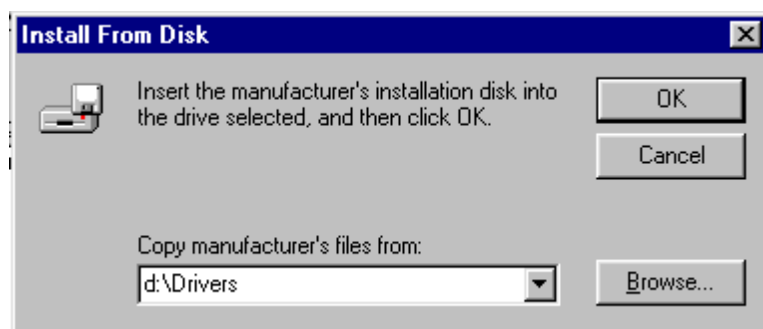 Install From Disk
Insert the manufacturer's installation disk into
the drive selected, and then click OK.
OK
Cancel
Copy manufacturer's files from:
d:\Drivers
Browse...